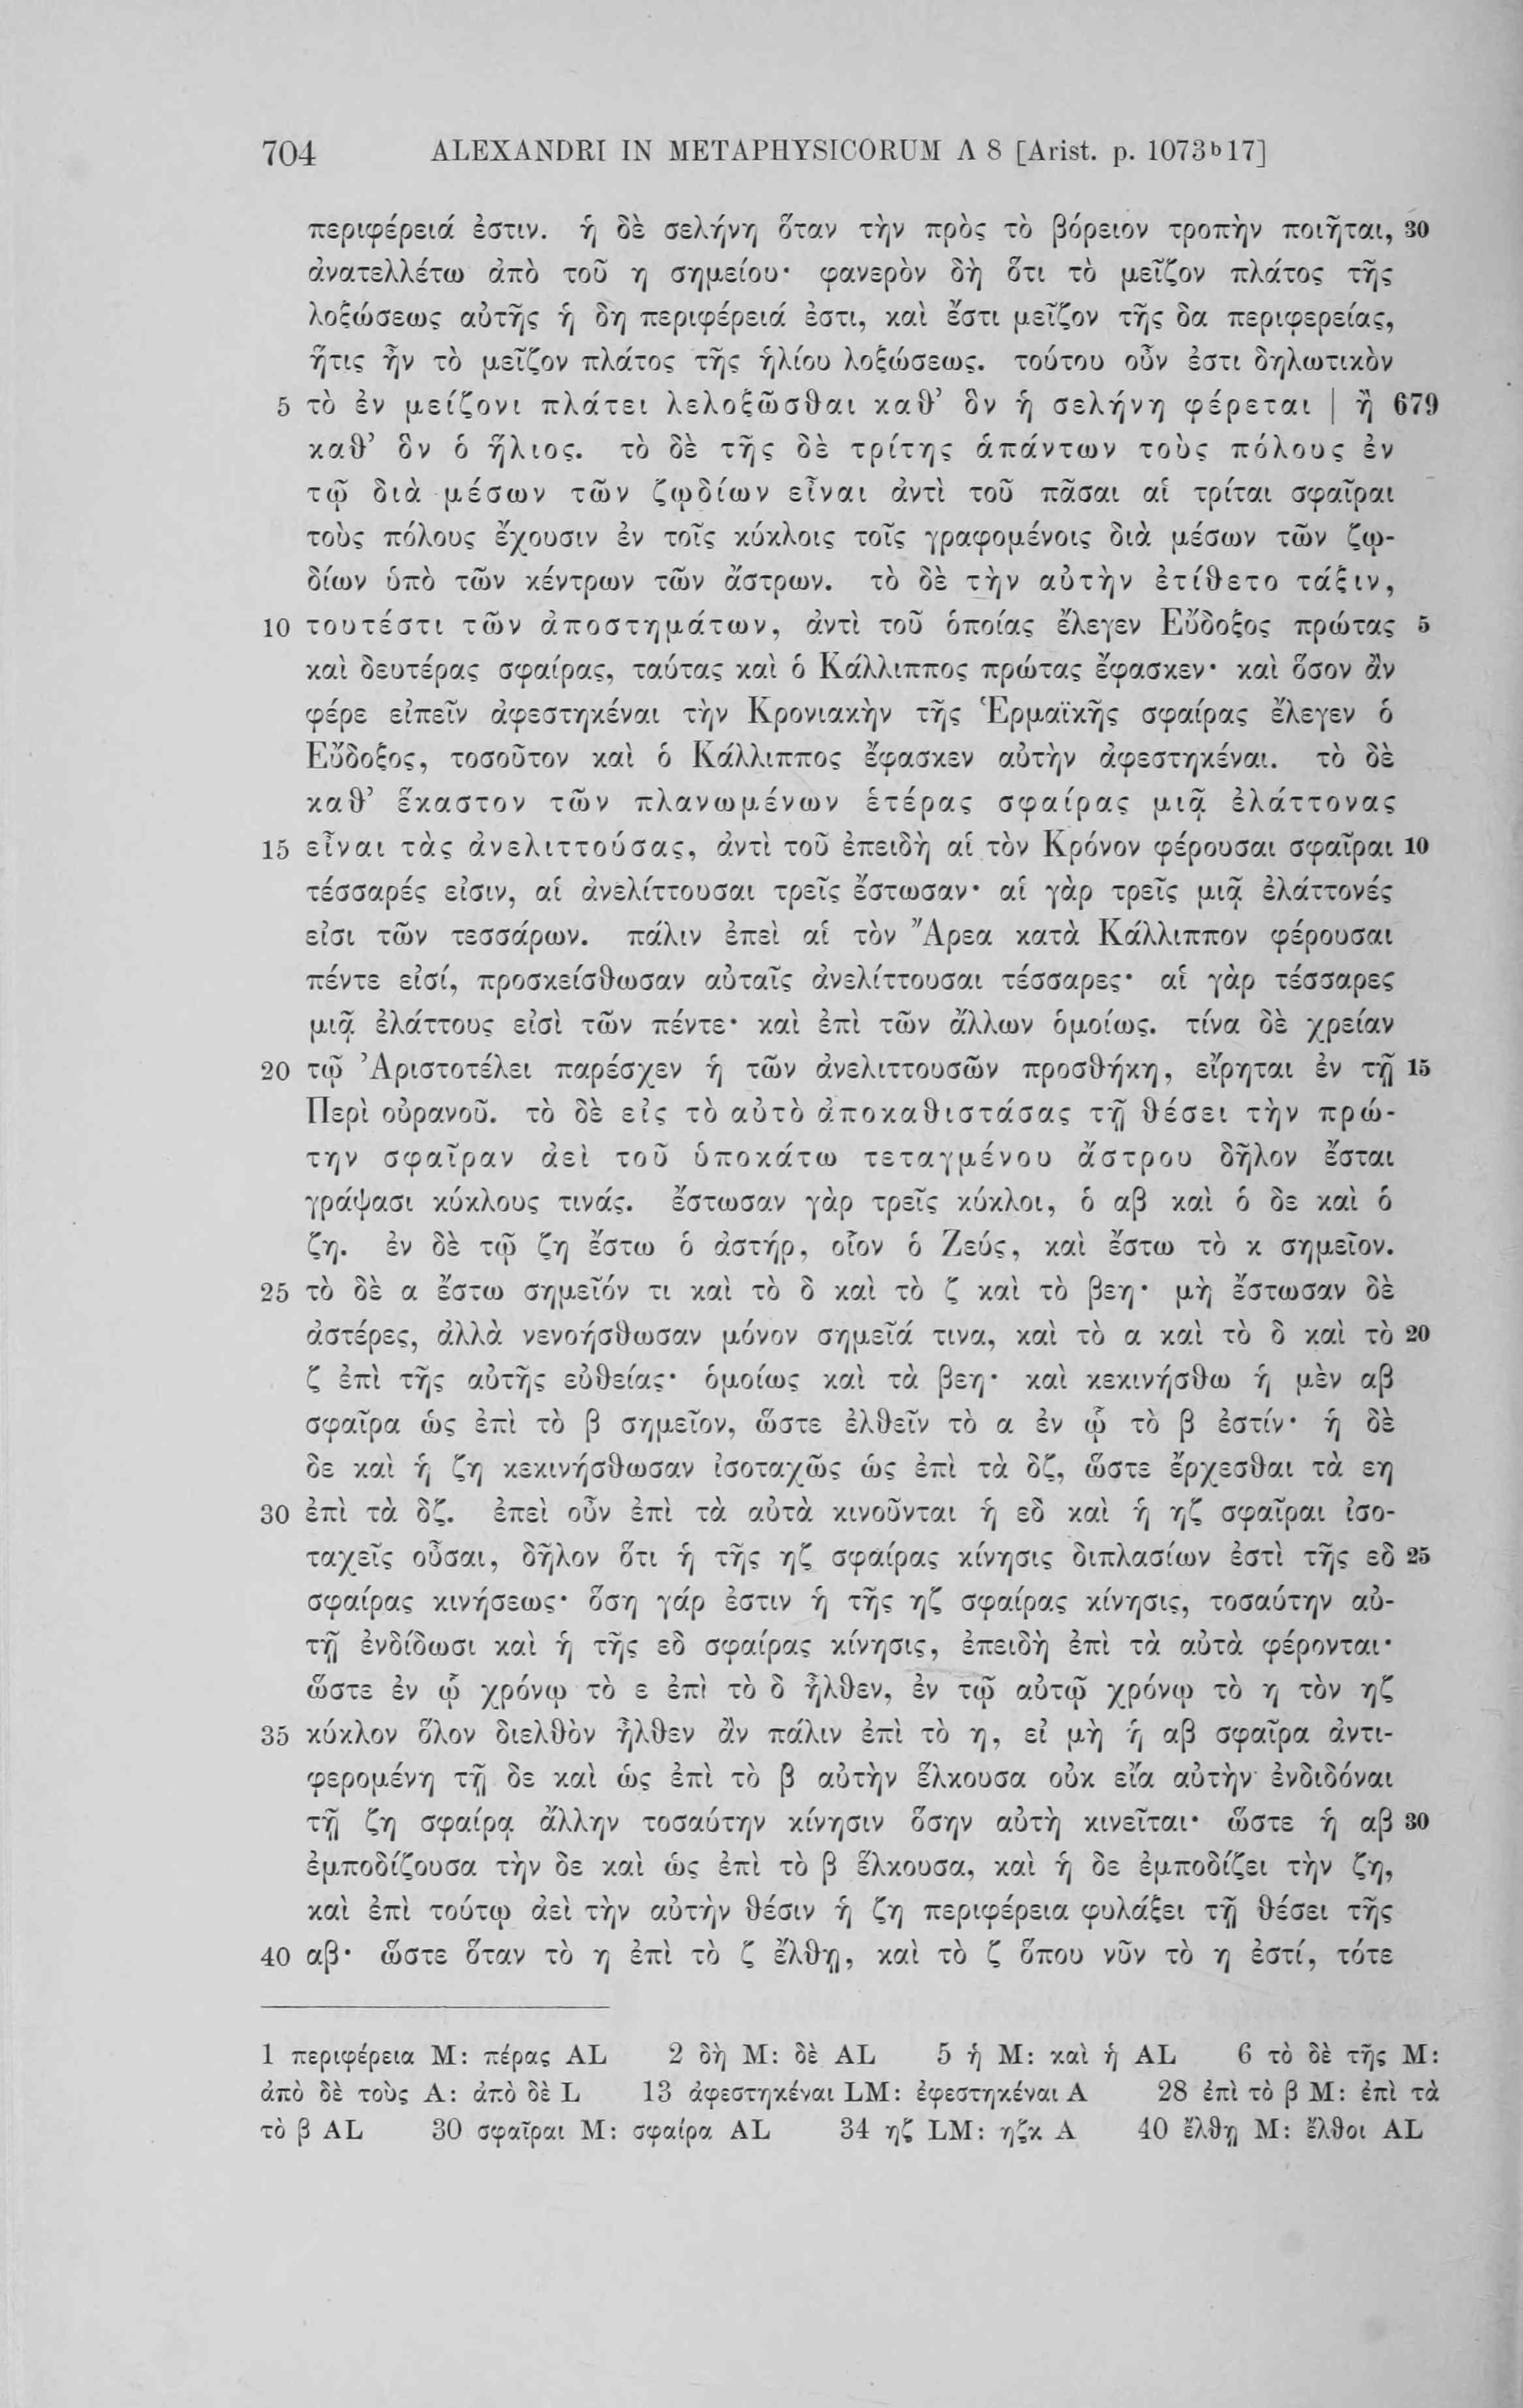 704 ALEXANDRI IN METAPHYSICORUM Λ 8 [Arist. p. 1073ᵇ17]
περιφέρειά ἐστιν. ἡ δὲ σελήνη ὅταν τὴν πρὸς τὸ βόρειον τροπὴν ποιῆται, 30
ἀνατελλέτω ἀπὸ τοῦ η σημείου· φανερὸν δὴ ὅτι τὸ μεῖζον πλάτος τῆς
λοξώσεως αὐτῆς ἡ δη περιφέρειά ἐστι, καὶ ἔστι μεῖζον τῆς δα περιφερείας,
ἥτις ἦν τὸ μεῖζον πλάτος τῆς ἡλίου λοξώσεως. τούτου οὖν ἐστι δηλωτικὸν
5 τὸ ἐν μείζονι πλάτει λελοξῶσθαι καθ’ ὃν ἡ σελήνη φέρεται | ἢ 679
καθ’ ὃν ὁ ἥλιος. τὸ δὲ τῆς δὲ τρίτης ἁπάντων τοὺς πόλους ἐν
τῷ διὰ μέσων τῶν ζῳδίων εἶναι ἀντὶ τοῦ πᾶσαι αἱ τρίται σφαῖραι
τοὺς πόλους ἔχουσιν ἐν τοῖς κύκλοις τοῖς γραφομένοις διὰ μέσων τῶν ζῳ-
δίων ὑπὸ τῶν κέντρων τῶν ἄστρων. τὸ δὲ τὴν αὐτὴν ἐτίθετο τάξιν,
10 τουτέστι τῶν ἀποστημάτων, ἀντὶ τοῦ ὁποίας ἔλεγεν Εὔδοξος πρώτας 5
καὶ δευτέρας σφαίρας, ταύτας καὶ ὁ Κάλλιππος πρώτας ἔφασκεν· καὶ ὅσον ἂν
φέρε εἰπεῖν ἀφεστηκέναι τὴν Κρονιακὴν τῆς Ἑρμαϊκῆς σφαίρας ἔλεγεν ὁ
Εὔδοξος, τοσοῦτον καὶ ὁ Κάλλιππος ἔφασκεν αὐτὴν ἀφεστηκέναι. τὸ δὲ
καθ’ ἕκαστον τῶν πλανωμένων ἑτέρας σφαίρας μιᾷ ἐλάττονας
15 εἶναι τὰς ἀνελιττούσας, ἀντὶ τοῦ ἐπειδὴ αἱ τὸν Κρόνον φέρουσαι σφαῖραι 10
τέσσαρές εἰσιν, αἱ ἀνελίττουσαι τρεῖς ἔστωσαν· αἱ γὰρ τρεῖς μιᾷ ἐλάττονές
εἰσι τῶν τεσσάρων. πάλιν ἐπεὶ αἱ τὸν Ἄρεα κατὰ Κάλλιππον φέρουσαι
πέντε εἰσί, προσκείσθωσαν αὐταῖς ἀνελίττουσαι τέσσαρες· αἱ γὰρ τέσσαρες
μιᾷ ἐλάττους εἰσὶ τῶν πέντε· καὶ ἐπὶ τῶν ἄλλων ὁμοίως. τίνα δὲ χρείαν
20 τῷ Ἀριστοτέλει παρέσχεν ἡ τῶν ἀνελιττουσῶν προσθήκη, εἴρηται ἐν τῇ 15
Περὶ οὐρανοῦ. τὸ δὲ εἰς τὸ αὐτὸ ἀποκαθιστάσας τῇ θέσει τὴν πρώ-
την σφαῖραν ἀεὶ τοῦ ὑποκάτω τεταγμένου ἄστρου δῆλον ἔσται
γράψασι κύκλους τινάς. ἔστωσαν γὰρ τρεῖς κύκλοι, ὁ αβ καὶ ὁ δε καὶ ὁ
ζη. ἐν δὲ τῷ ζη ἔστω ὁ ἀστήρ, οἷον ὁ Ζεύς, καὶ ἔστω τὸ κ σημεῖον.
25 τὸ δὲ α ἔστω σημεῖόν τι καὶ τὸ δ καὶ τὸ ζ καὶ τὸ βεη· μὴ ἔστωσαν δὲ
ἀστέρες, ἀλλὰ νενοήσθωσαν μόνον σημεῖά τινα, καὶ τὸ α καὶ τὸ δ καὶ τὸ 20
ζ ἐπὶ τῆς αὐτῆς εὐθείας· ὁμοίως καὶ τὰ βεη· καὶ κεκινήσθω ἡ μὲν αβ
σφαῖρα ὡς ἐπὶ τὸ β σημεῖον, ὥστε ἐλθεῖν τὸ α ἐν ᾧ τὸ β ἐστίν· ἡ δὲ
δε καὶ ἡ ζη κεκινήσθωσαν ἰσοταχῶς ὡς ἐπὶ τὰ δζ, ὥστε ἔρχεσθαι τὰ εη
30 ἐπὶ τὰ δζ. ἐπεὶ οὖν ἐπὶ τὰ αὐτὰ κινοῦνται ἡ εδ καὶ ἡ ηζ σφαῖραι ἰσο-
ταχεῖς οὖσαι, δῆλον ὅτι ἡ τῆς ηζ σφαίρας κίνησις διπλασίων ἐστὶ τῆς εδ 25
σφαίρας κινήσεως· ὅση γάρ ἐστιν ἡ τῆς ηζ σφαίρας κίνησις, τοσαύτην αὐ-
τῇ ἐνδίδωσι καὶ ἡ τῆς εδ σφαίρας κίνησις, ἐπειδὴ ἐπὶ τὰ αὐτὰ φέρονται·
ὥστε ἐν ᾧ χρόνῳ τὸ ε ἐπὶ τὸ δ ἦλθεν, ἐν τῷ αὐτῷ χρόνῳ τὸ η τὸν ηζ
35 κύκλον ὅλον διελθὸν ἦλθεν ἂν πάλιν ἐπὶ τὸ η, εἰ μὴ ἡ αβ σφαῖρα ἀντι-
φερομένη τῇ δε καὶ ὡς ἐπὶ τὸ β αὐτὴν ἕλκουσα οὐκ εἴα αὐτὴν ἐνδιδόναι
τῇ ζη σφαίρᾳ ἄλλην τοσαύτην κίνησιν ὅσην αὐτὴ κινεῖται· ὥστε ἡ αβ 30
ἐμποδίζουσα τὴν δε καὶ ὡς ἐπὶ τὸ β ἕλκουσα, καὶ ἡ δε ἐμποδίζει τὴν ζη,
καὶ ἐπὶ τούτῳ ἀεὶ τὴν αὐτὴν θέσιν ἡ ζη περιφέρεια φυλάξει τῇ θέσει τῆς
40 αβ· ὥστε ὅταν τὸ η ἐπὶ τὸ ζ ἔλθῃ, καὶ τὸ ζ ὅπου νῦν τὸ η ἐστί, τότε
1 περιφέρεια M: πέρας AL 2 δὴ M: δὲ AL 5 ἡ M: καὶ ἡ AL 6 τὸ δὲ τῆς M:
ἀπὸ δὲ τοὺς A: ἀπὸ δὲ L 13 ἀφεστηκέναι LM: ἐφεστηκέναι A 28 ἐπὶ τὸ β M: ἐπὶ τὰ
τὸ β AL 30 σφαῖραι M: σφαίρα AL 34 ηζ LM: ηζκ A 40 ἔλθῃ M: ἔλθοι AL